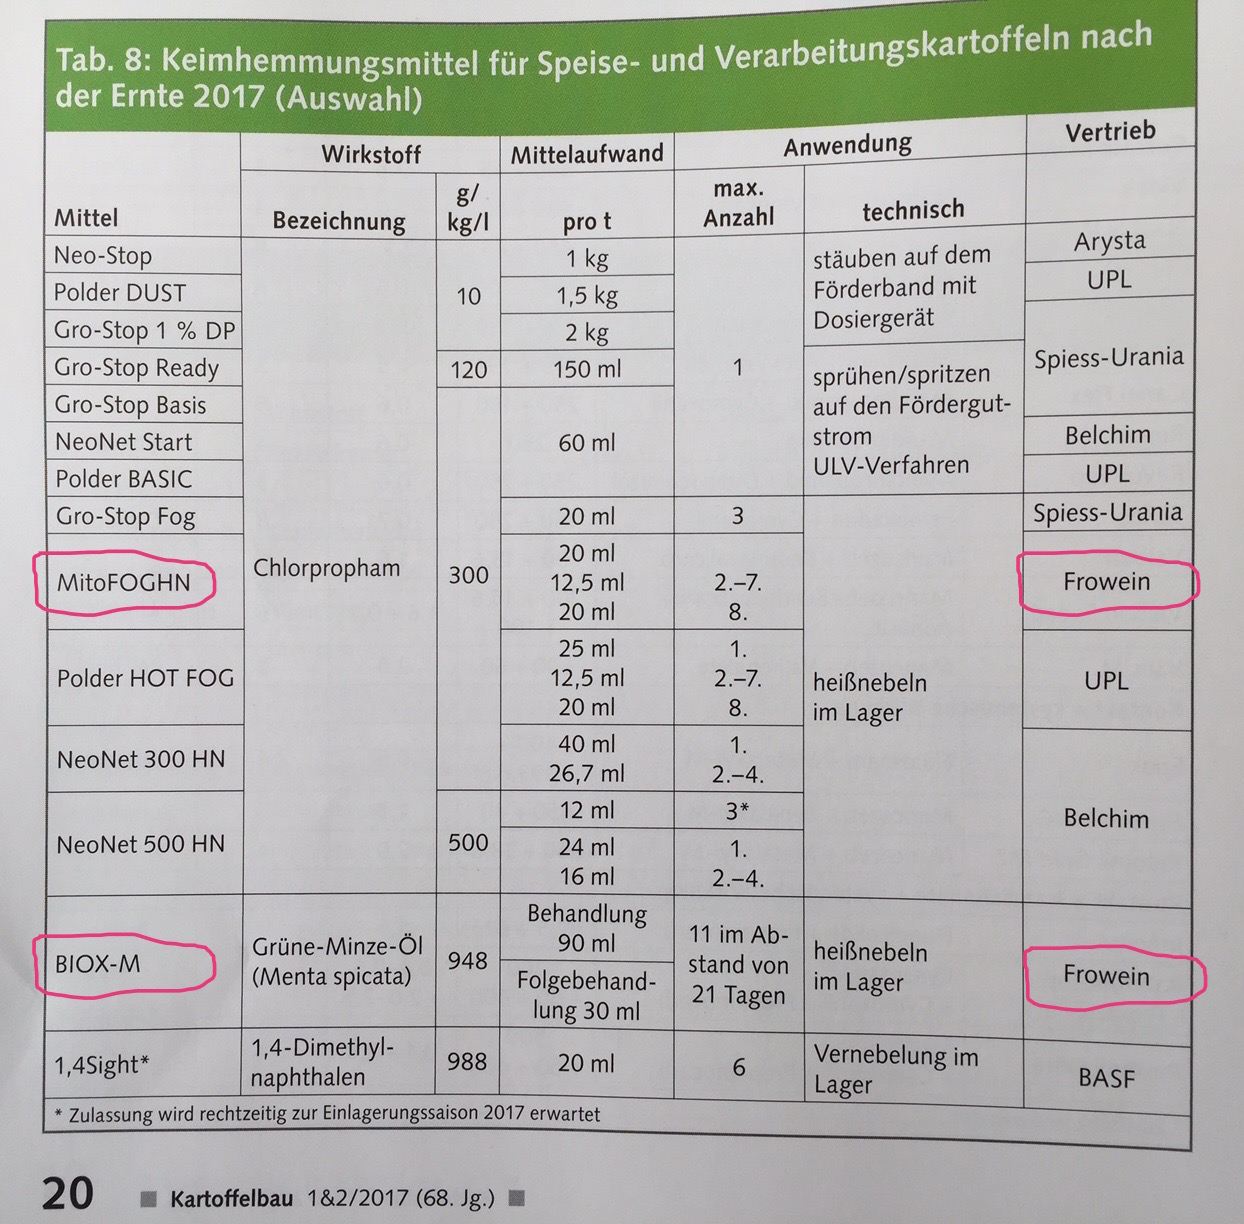 Tab. 8: Keimhemmungsmittel für Speise- und Verarbeitungskartoffeln nach
der Ernte 2017 (Auswahl)
Wirkstoff Mittelaufwand Anwendung Vertrieb
Mittel Bezeichnung g/ kg/l pro t max. Anzahl technisch
Neo-Stop 1 kg Arysta
Polder DUST 10 1,5 kg UPL
Gro-Stop 1 % DP 2 kg
stäuben auf dem
Förderband mit
Dosiergerät
Gro-Stop Ready 120 150 ml 1 Spiess-Urania
Gro-Stop Basis
NeoNet Start 60 ml Belchim
Polder BASIC UPL
sprühen/spritzen
auf den Fördergut-
strom
ULV-Verfahren
Gro-Stop Fog 20 ml 3 Spiess-Urania
Chlorpropham 300
20 ml
MitoFOGHN 12,5 ml 2.–7. Frowein
20 ml 8.
25 ml 1.
Polder HOT FOG 12,5 ml 2.–7. UPL
20 ml 8.
heißnebeln
im Lager
40 ml 1.
NeoNet 300 HN 26,7 ml 2.–4.
12 ml 3* Belchim
NeoNet 500 HN 500 24 ml 1.
16 ml 2.–4.
BIOX-M
Grüne-Minze-Öl
(Menta spicata)
948
Behandlung
90 ml
Folgebehand-
lung 30 ml
11 im Ab-
stand von
21 Tagen
heißnebeln
im Lager
Frowein
1,4Sight*
1,4-Dimethyl-
naphthalen
988
20 ml
6
Vernebelung im
Lager
BASF
* Zulassung wird rechtzeitig zur Einlagerungssaison 2017 erwartet
20 Kartoffelbau 1&2/2017 (68. Jg.)